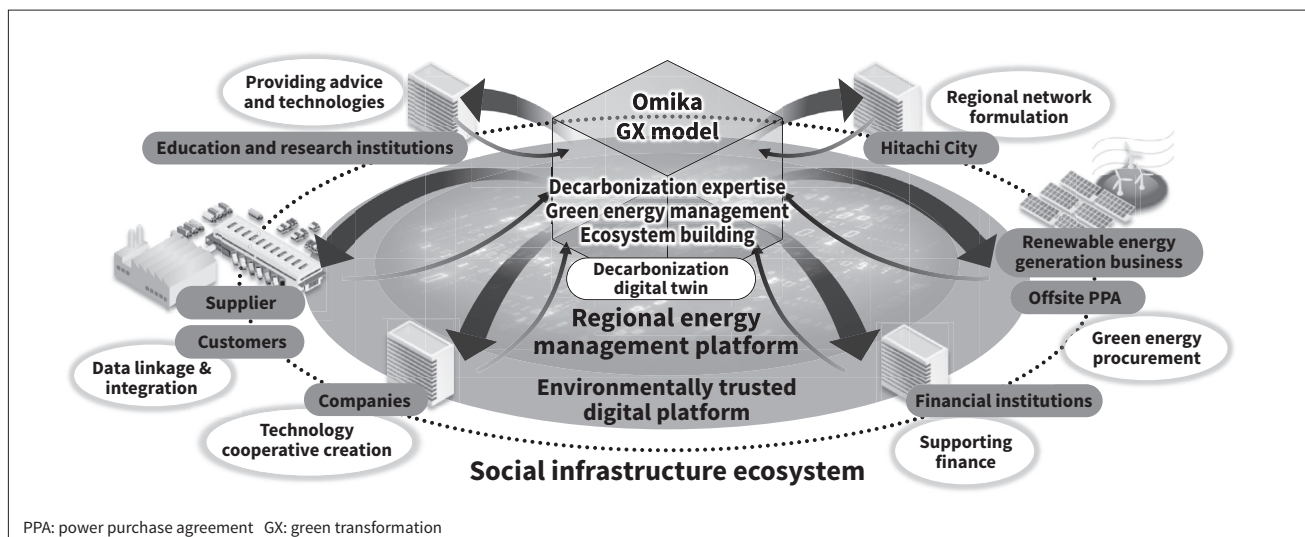 Providing advice
and technologies
Education and research institutions
Omika
GX model
Regional network
formulation
Hitachi City
Decarbonization expertise
Green energy management
Ecosystem building
Decarbonization
digital twin
Renewable energy
generation business
Offsite PPA
Green energy
procurement
Supplier
Customers
Data linkage &
integration
Regional energy
management platform
Environmentally trusted
digital platform
Companies
Technology
cooperative creation
Financial institutions
Supporting
finance
Social infrastructure ecosystem
PPA: power purchase agreement GX: green transformation